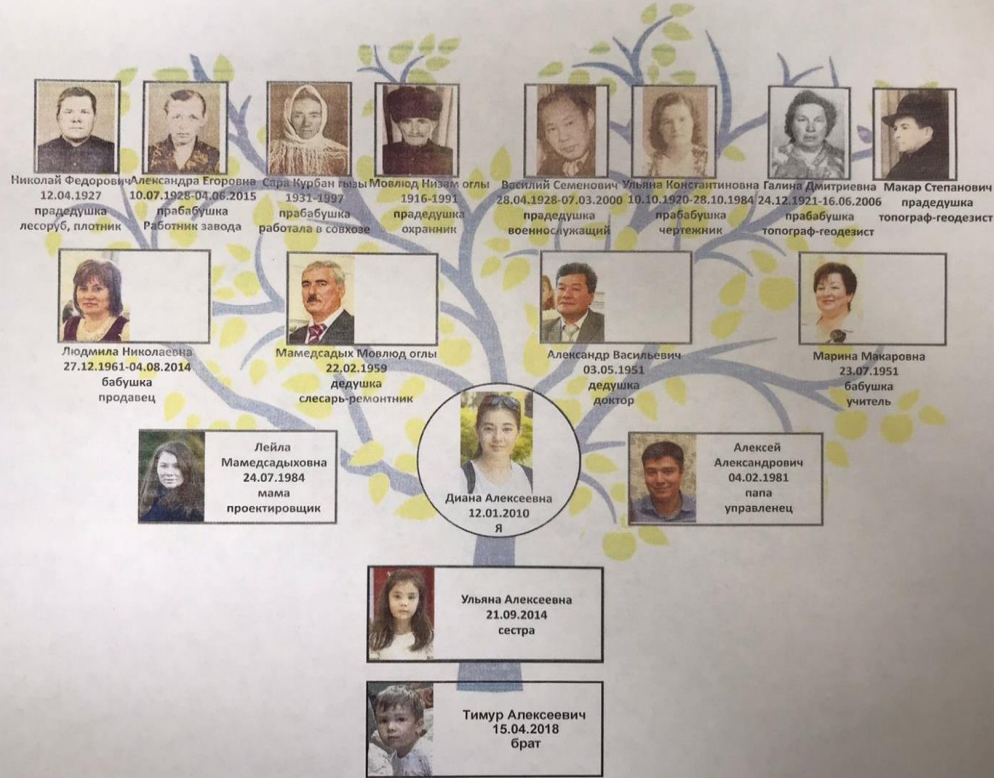 Николай Федорович
12.04.1927
прадедушка
лесоруб, плотник
Александра Егоровна
10.07.1928-04.06.2015
прабабушка
Работник завода
Сара Курбан гызы
1931-1997
прабабушка
работала в совхозе
Мовлюд Низам оглы
1916-1991
прадедушка
охранник
Василий Семенович
28.04.1928-07.03.2000
прадедушка
военнослужащий
Ульяна Константиновна
10.10.1920-28.10.1984
прабабушка
чертежник
Галина Дмитриевна
24.12.1921-16.06.2006
прабабушка
топограф-геодезист
Макар Степанович
прадедушка
топограф-геодезист
Людмила Николаевна
27.12.1961-04.08.2014
бабушка
продавец
Мамедсадых Мовлюд оглы
22.02.1959
дедушка
слесарь-ремонтник
Александр Васильевич
03.05.1951
дедушка
доктор
Марина Макаровна
23.07.1951
бабушка
учитель
Лейла
Мамедсадыховна
24.07.1984
мама
проектировщик
Диана Алексеевна
12.01.2010
Я
Алексей
Александрович
04.02.1981
папа
управленец
Ульяна Алексеевна
21.09.2014
сестра
Тимур Алексеевич
15.04.2018
брат